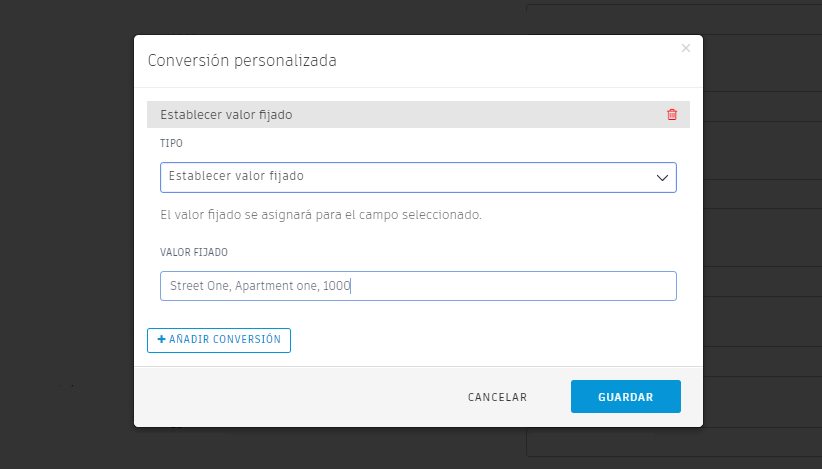 Conversión personalizada
Establecer valor fijado
TIPO
Establecer valor fijado
El valor fijado se asignará para el campo seleccionado.
VALOR FIJADO
Street One, Apartment one, 1000
+ AÑADIR CONVERSIÓN
CANCELAR
GUARDAR